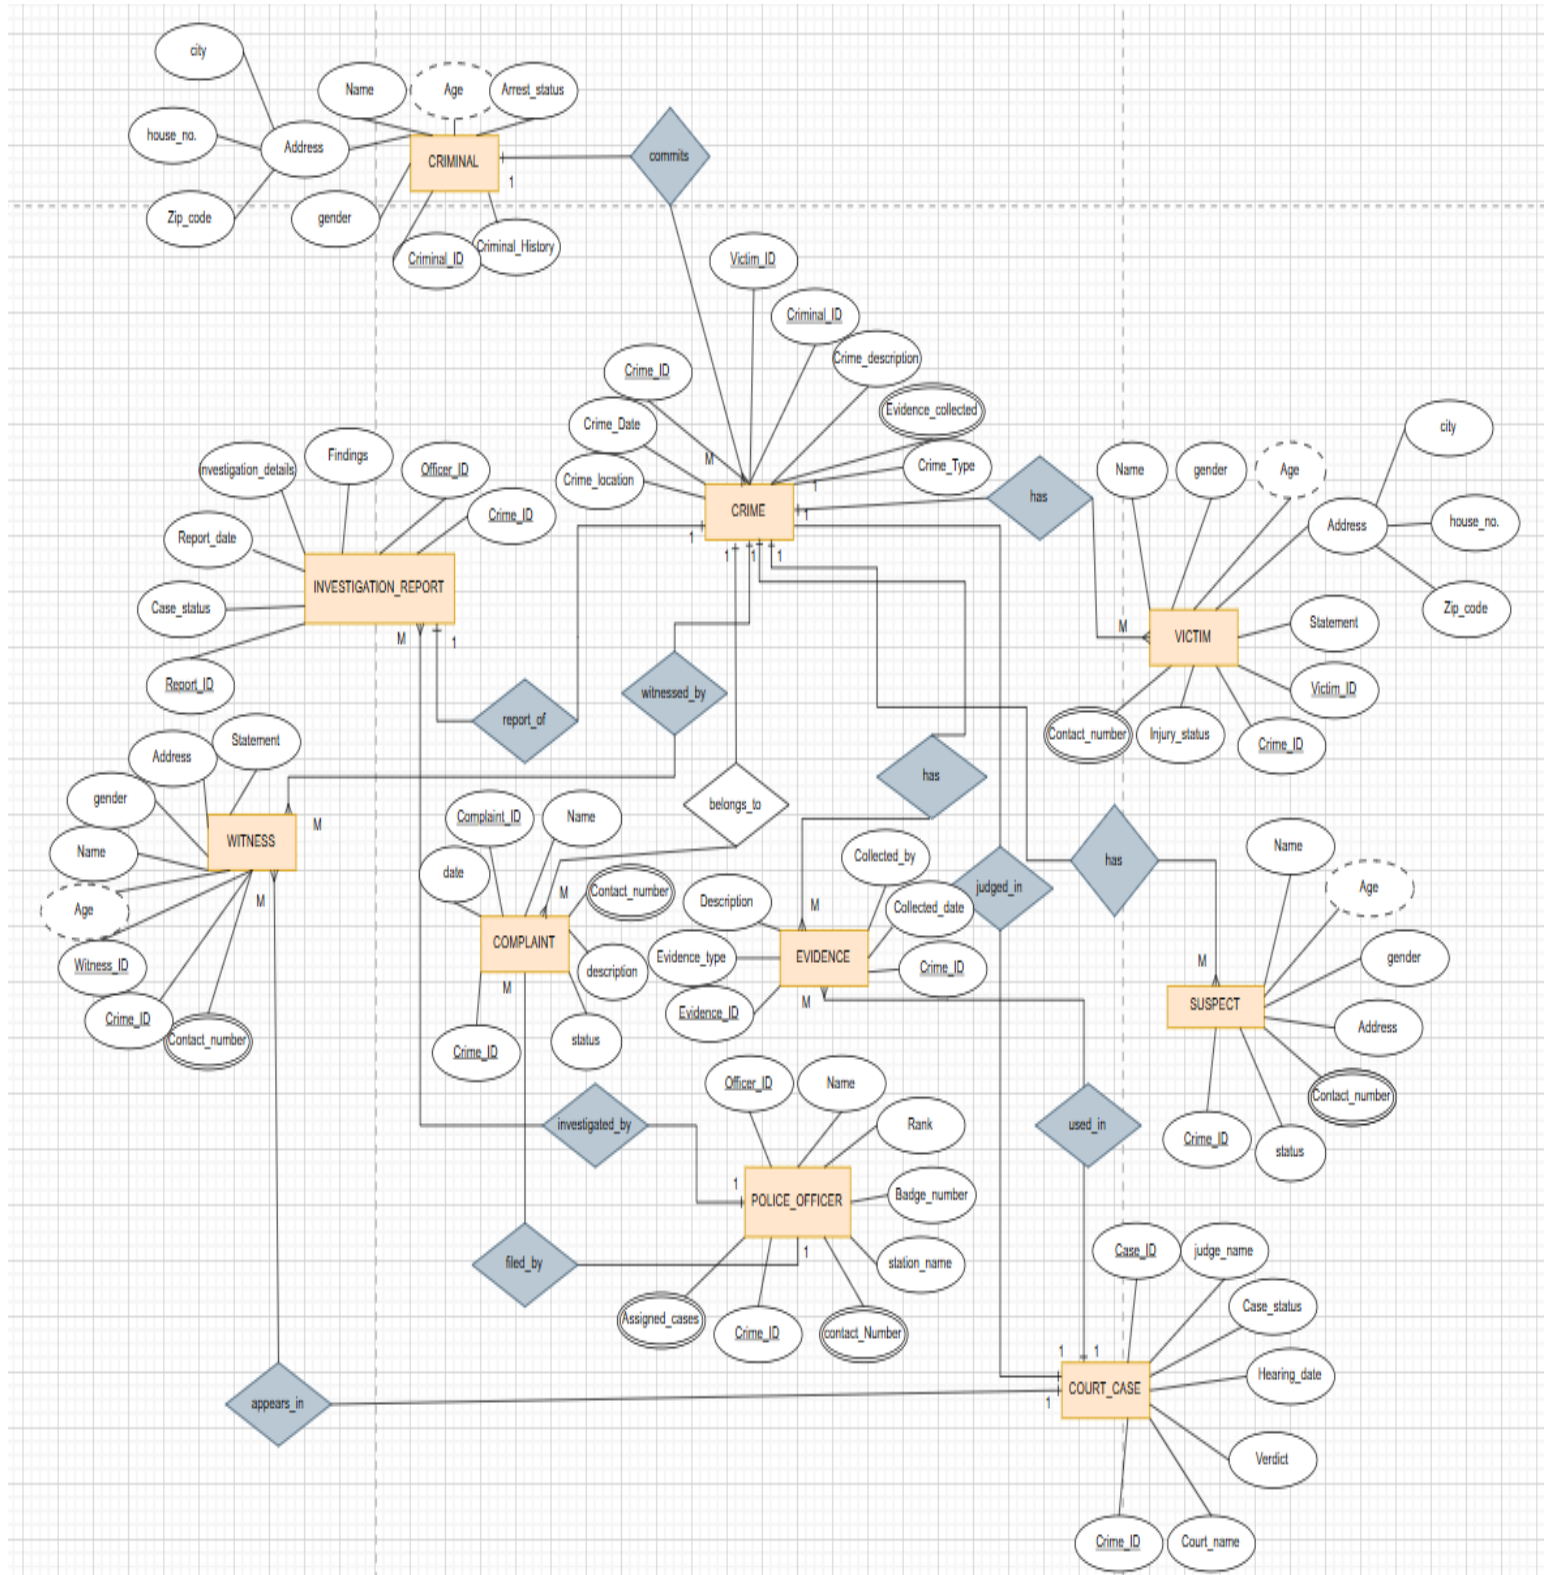 city
Name
Age
Arrest_status
house_no.
Address
CRIMINAL
commits
1
Zip_code
gender
Criminal_ID
Criminal_History
Victim_ID
Criminal_ID
Crime_ID
Crime_description
Evidence_collected
Crime_Date
Crime_location
Crime_Type
M
1
CRIME
1
1
has
Name
gender
Age
city
Address
house_no.
Zip_code
M
VICTIM
Statement
Victim_ID
Crime_ID
Injury_status
Contact_number
nvestigation_details
Findings
Officer_ID
Crime_ID
Report_date
INVESTIGATION_REPORT
Case_status
M
1
Report_ID
report_of
witnessed_by
1
1
1
belongs_to
has
has
judged_in
Statement
Address
gender
M
WITNESS
Name
Age
M
Witness_ID
Crime_ID
Contact_number
Complaint_ID
Name
date
M
Contact_number
COMPLAINT
description
M
status
Crime_ID
Collected_by
Description
M
Collected_date
Evidence_type
EVIDENCE
Crime_ID
M
Evidence_ID
Name
Age
gender
M
SUSPECT
Address
Contact_number
Crime_ID
status
Officer_ID
Name
Rank
investigated_by
used_in
1
POLICE_OFFICER
Badge_number
1
station_name
filed_by
Assigned_cases
Crime_ID
contact_Number
Case_ID
judge_name
Case_status
1
1
Hearing_date
COURT_CASE
1
appears_in
Verdict
Crime_ID
Court_name